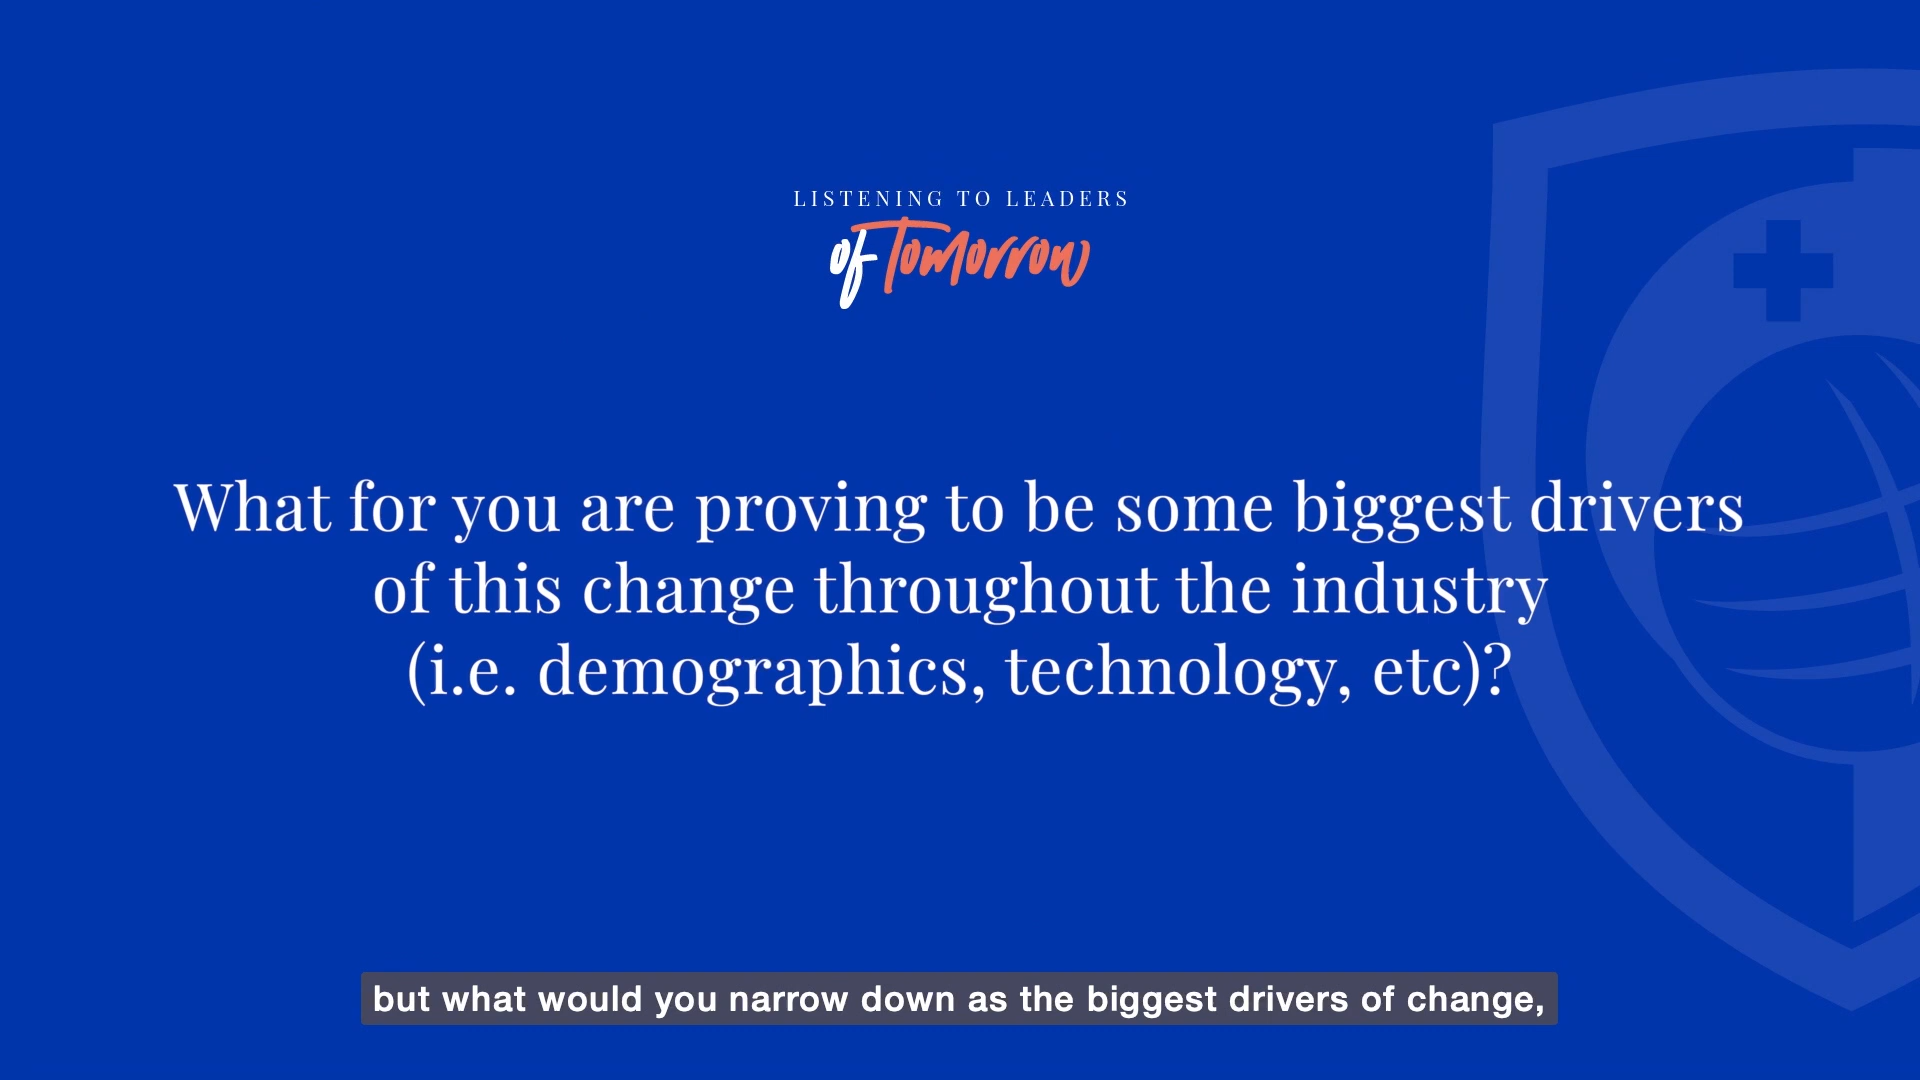 LISTENING TO LEADERS
of Tomorrow
What for you are proving to be some biggest drivers
of this change throughout the industry
(i.e. demographics, technology, etc)?
but what would you narrow down as the biggest drivers of change,